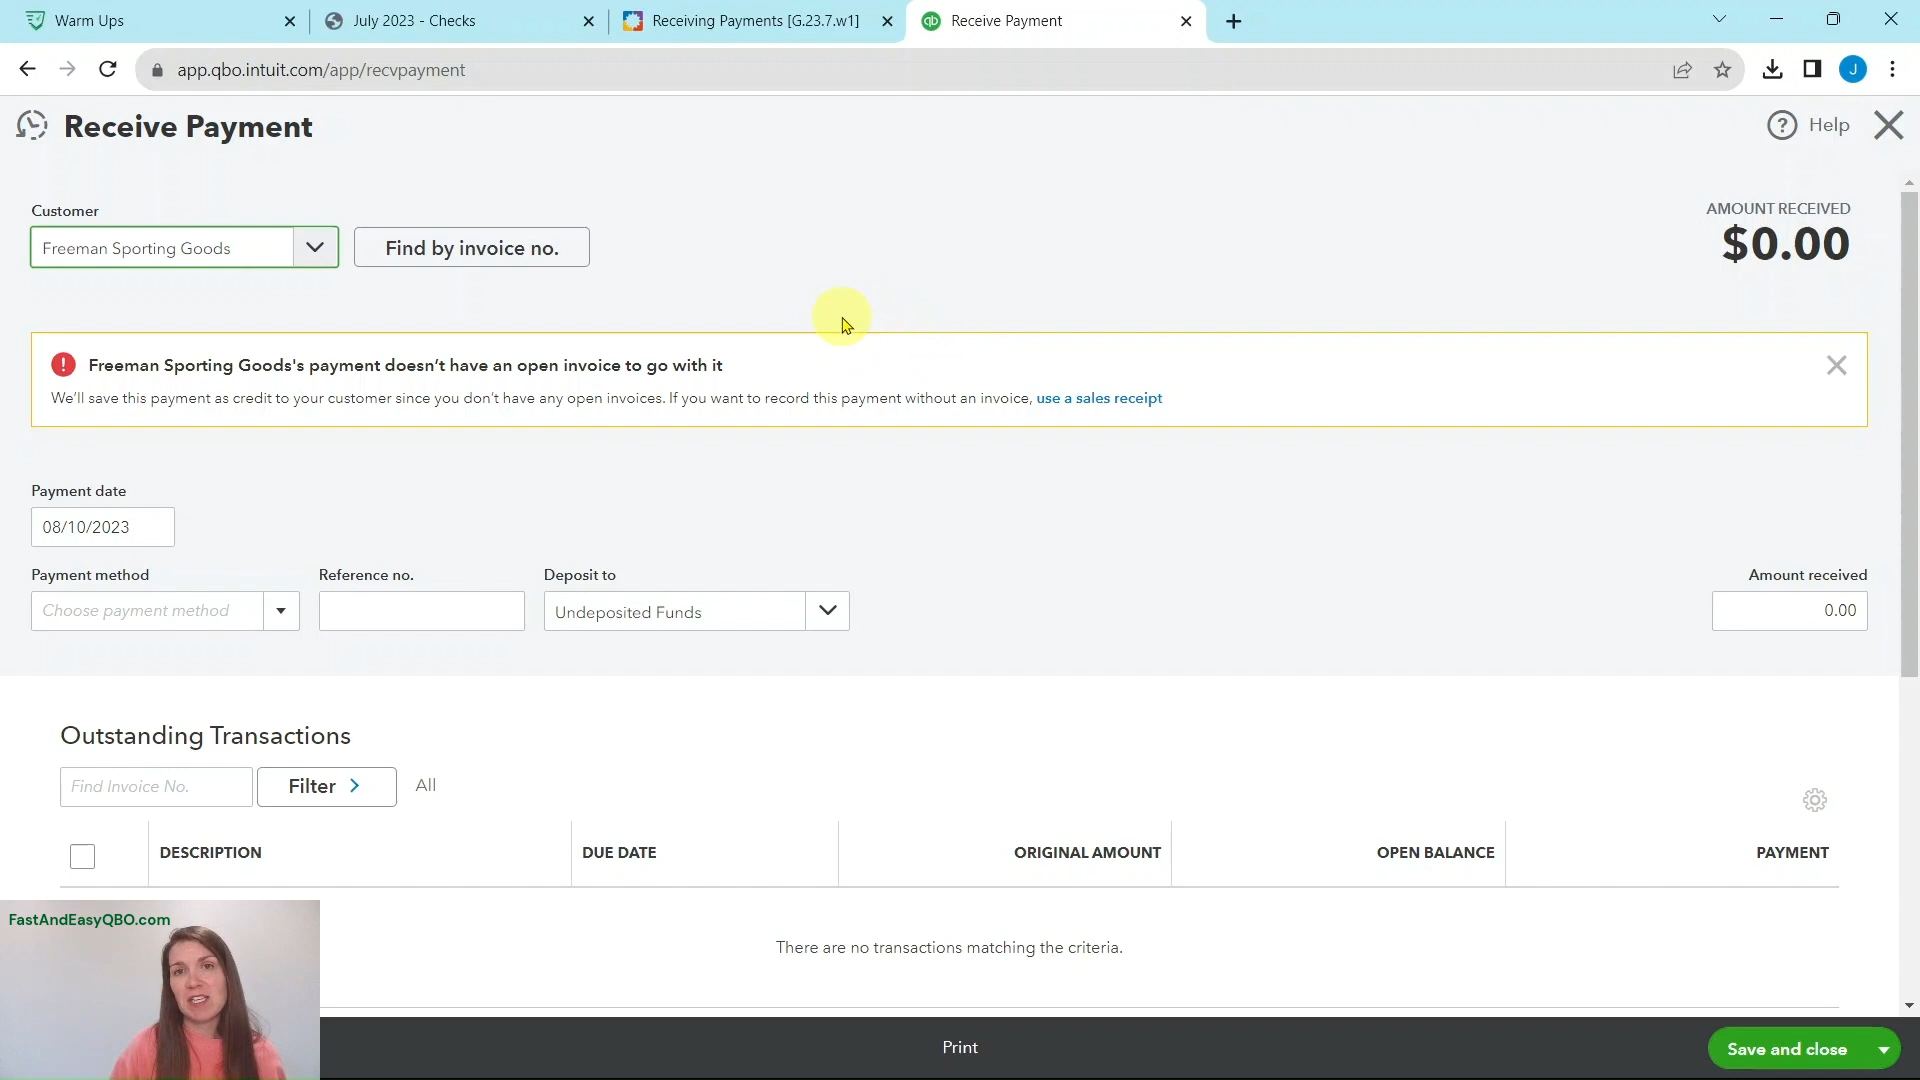 Warm Ups
July 2023 - Checks
Receiving Payments [G.23.7.w1]
Receive Payment
app.qbo.intuit.com/app/recvpayment
J
Receive Payment
Help
Customer
AMOUNT RECEIVED
Freeman Sporting Goods
Find by invoice no.
$0.00
Freeman Sporting Goods's payment doesn’t have an open invoice to go with it
We’ll save this payment as credit to your customer since you don’t have any open invoices. If you want to record this payment without an invoice, use a sales receipt
Payment date
08/10/2023
Payment method
Reference no.
Deposit to
Amount received
Choose payment method
Undeposited Funds
0.00
Outstanding Transactions
Find Invoice No.
Filter
All
DESCRIPTION
DUE DATE
ORIGINAL AMOUNT
OPEN BALANCE
PAYMENT
FastAndEasyQBO.com
There are no transactions matching the criteria.
Print
Save and close